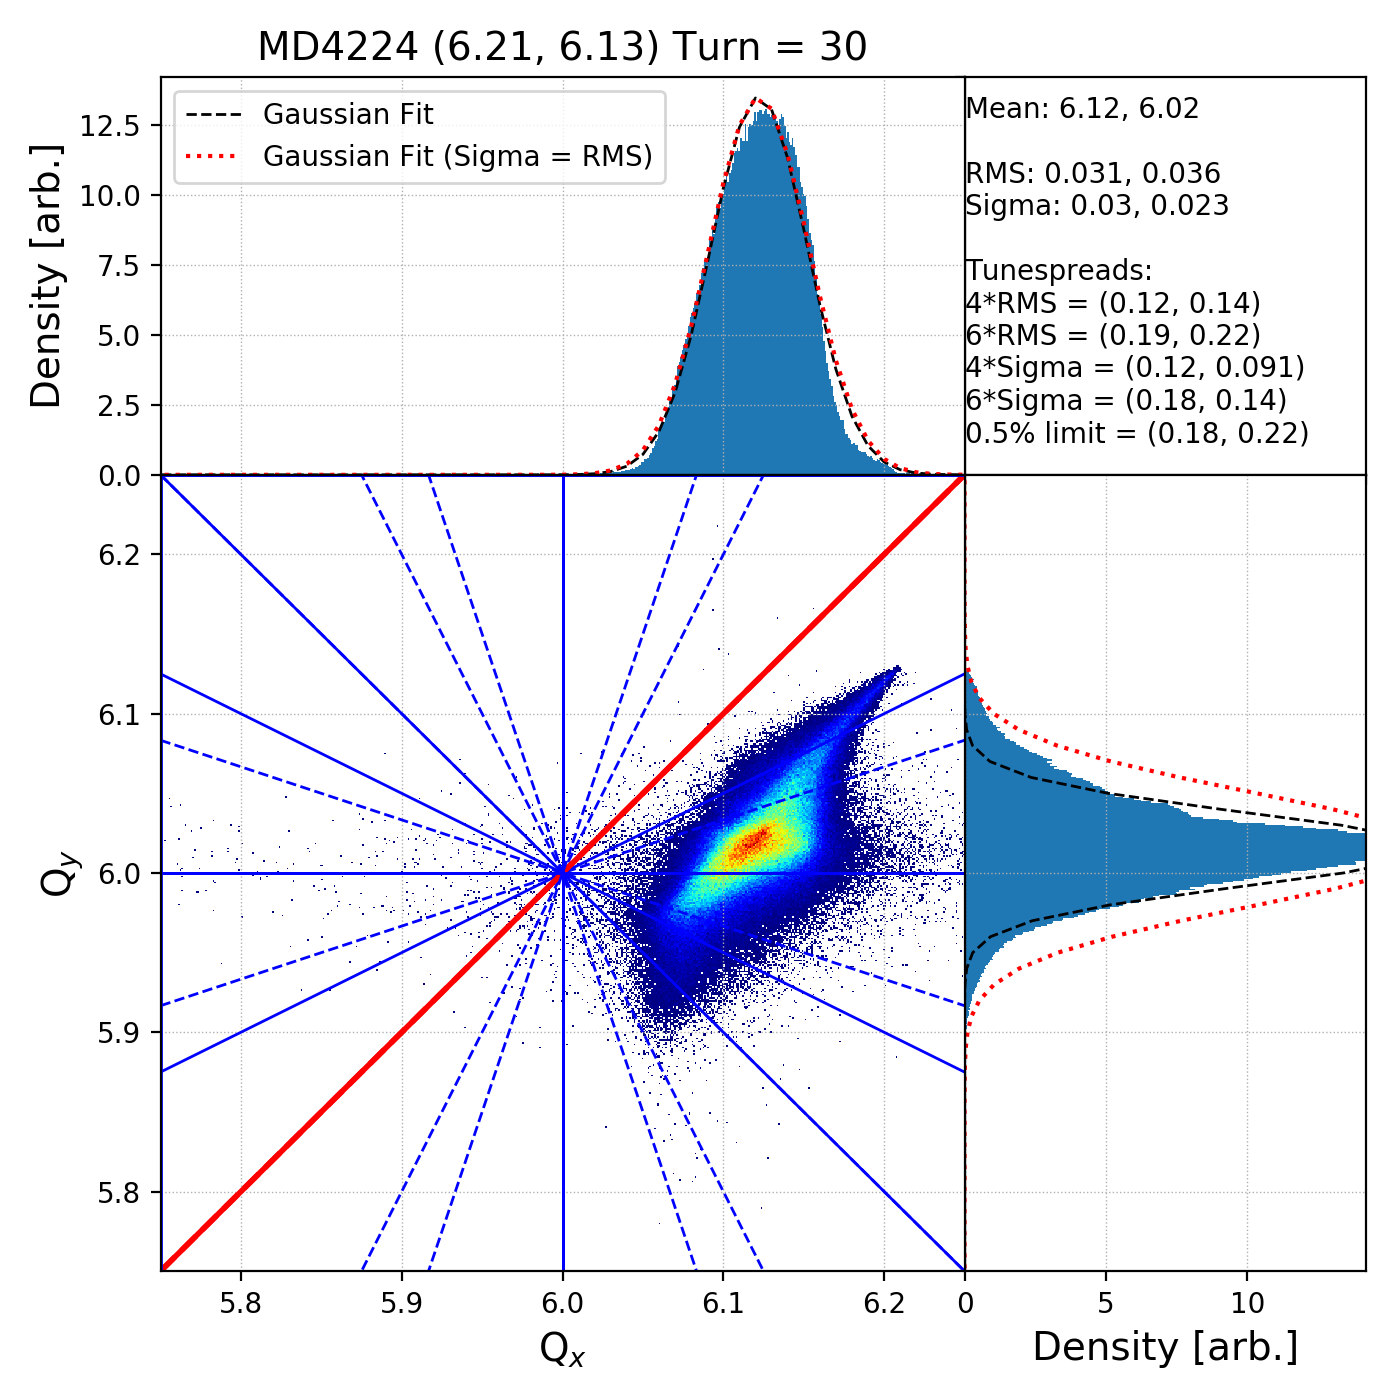 MD4224 (6.21, 6.13) Turn = 30
Gaussian Fit
Gaussian Fit (Sigma = RMS)
Density [arb.]
12.5
10.0
7.5
5.0
2.5
0.0
Mean: 6.12, 6.02
RMS: 0.031, 0.036
Sigma: 0.03, 0.023
Tunespreads:
4*RMS = (0.12, 0.14)
6*RMS = (0.19, 0.22)
4*Sigma = (0.12, 0.091)
6*Sigma = (0.18, 0.14)
0.5% limit = (0.18, 0.22)
Qy
6.2
6.1
6.0
5.9
5.8
5.8 5.9 6.0 6.1 6.2
Qx
0 5 10
Density [arb.]